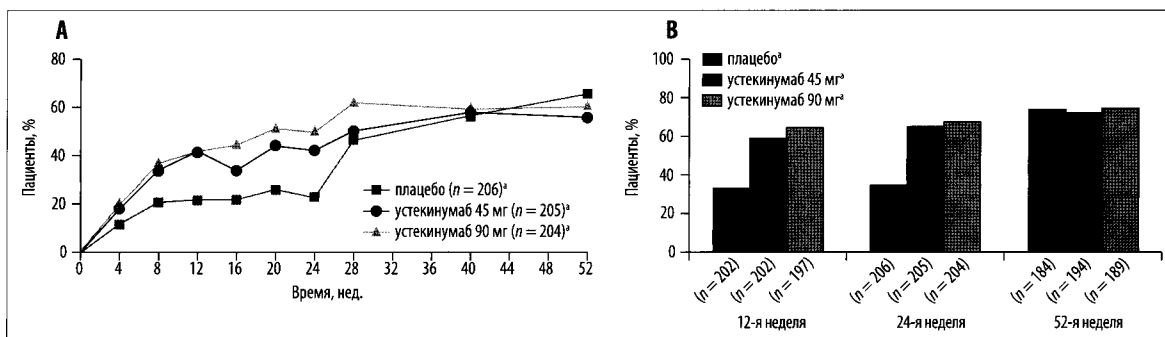 A
Пациенты, %
80
60
40
20
0
плацебо (n = 206)ᵃ
устекинумаб 45 мг (n = 205)ᵃ
устекинумаб 90 мг (n = 204)ᵃ
0 4 8 12 16 20 24 28 32 36 40 44 48 52
Время, нед.
B
Пациенты, %
100
80
60
40
20
0
плацебоᵃ
устекинумаб 45 мгᵃ
устекинумаб 90 мгᵃ
(n = 202) (n = 202) (n = 197) (n = 206) (n = 205) (n = 204) (n = 184) (n = 194) (n = 189)
12-я неделя 24-я неделя 52-я неделя